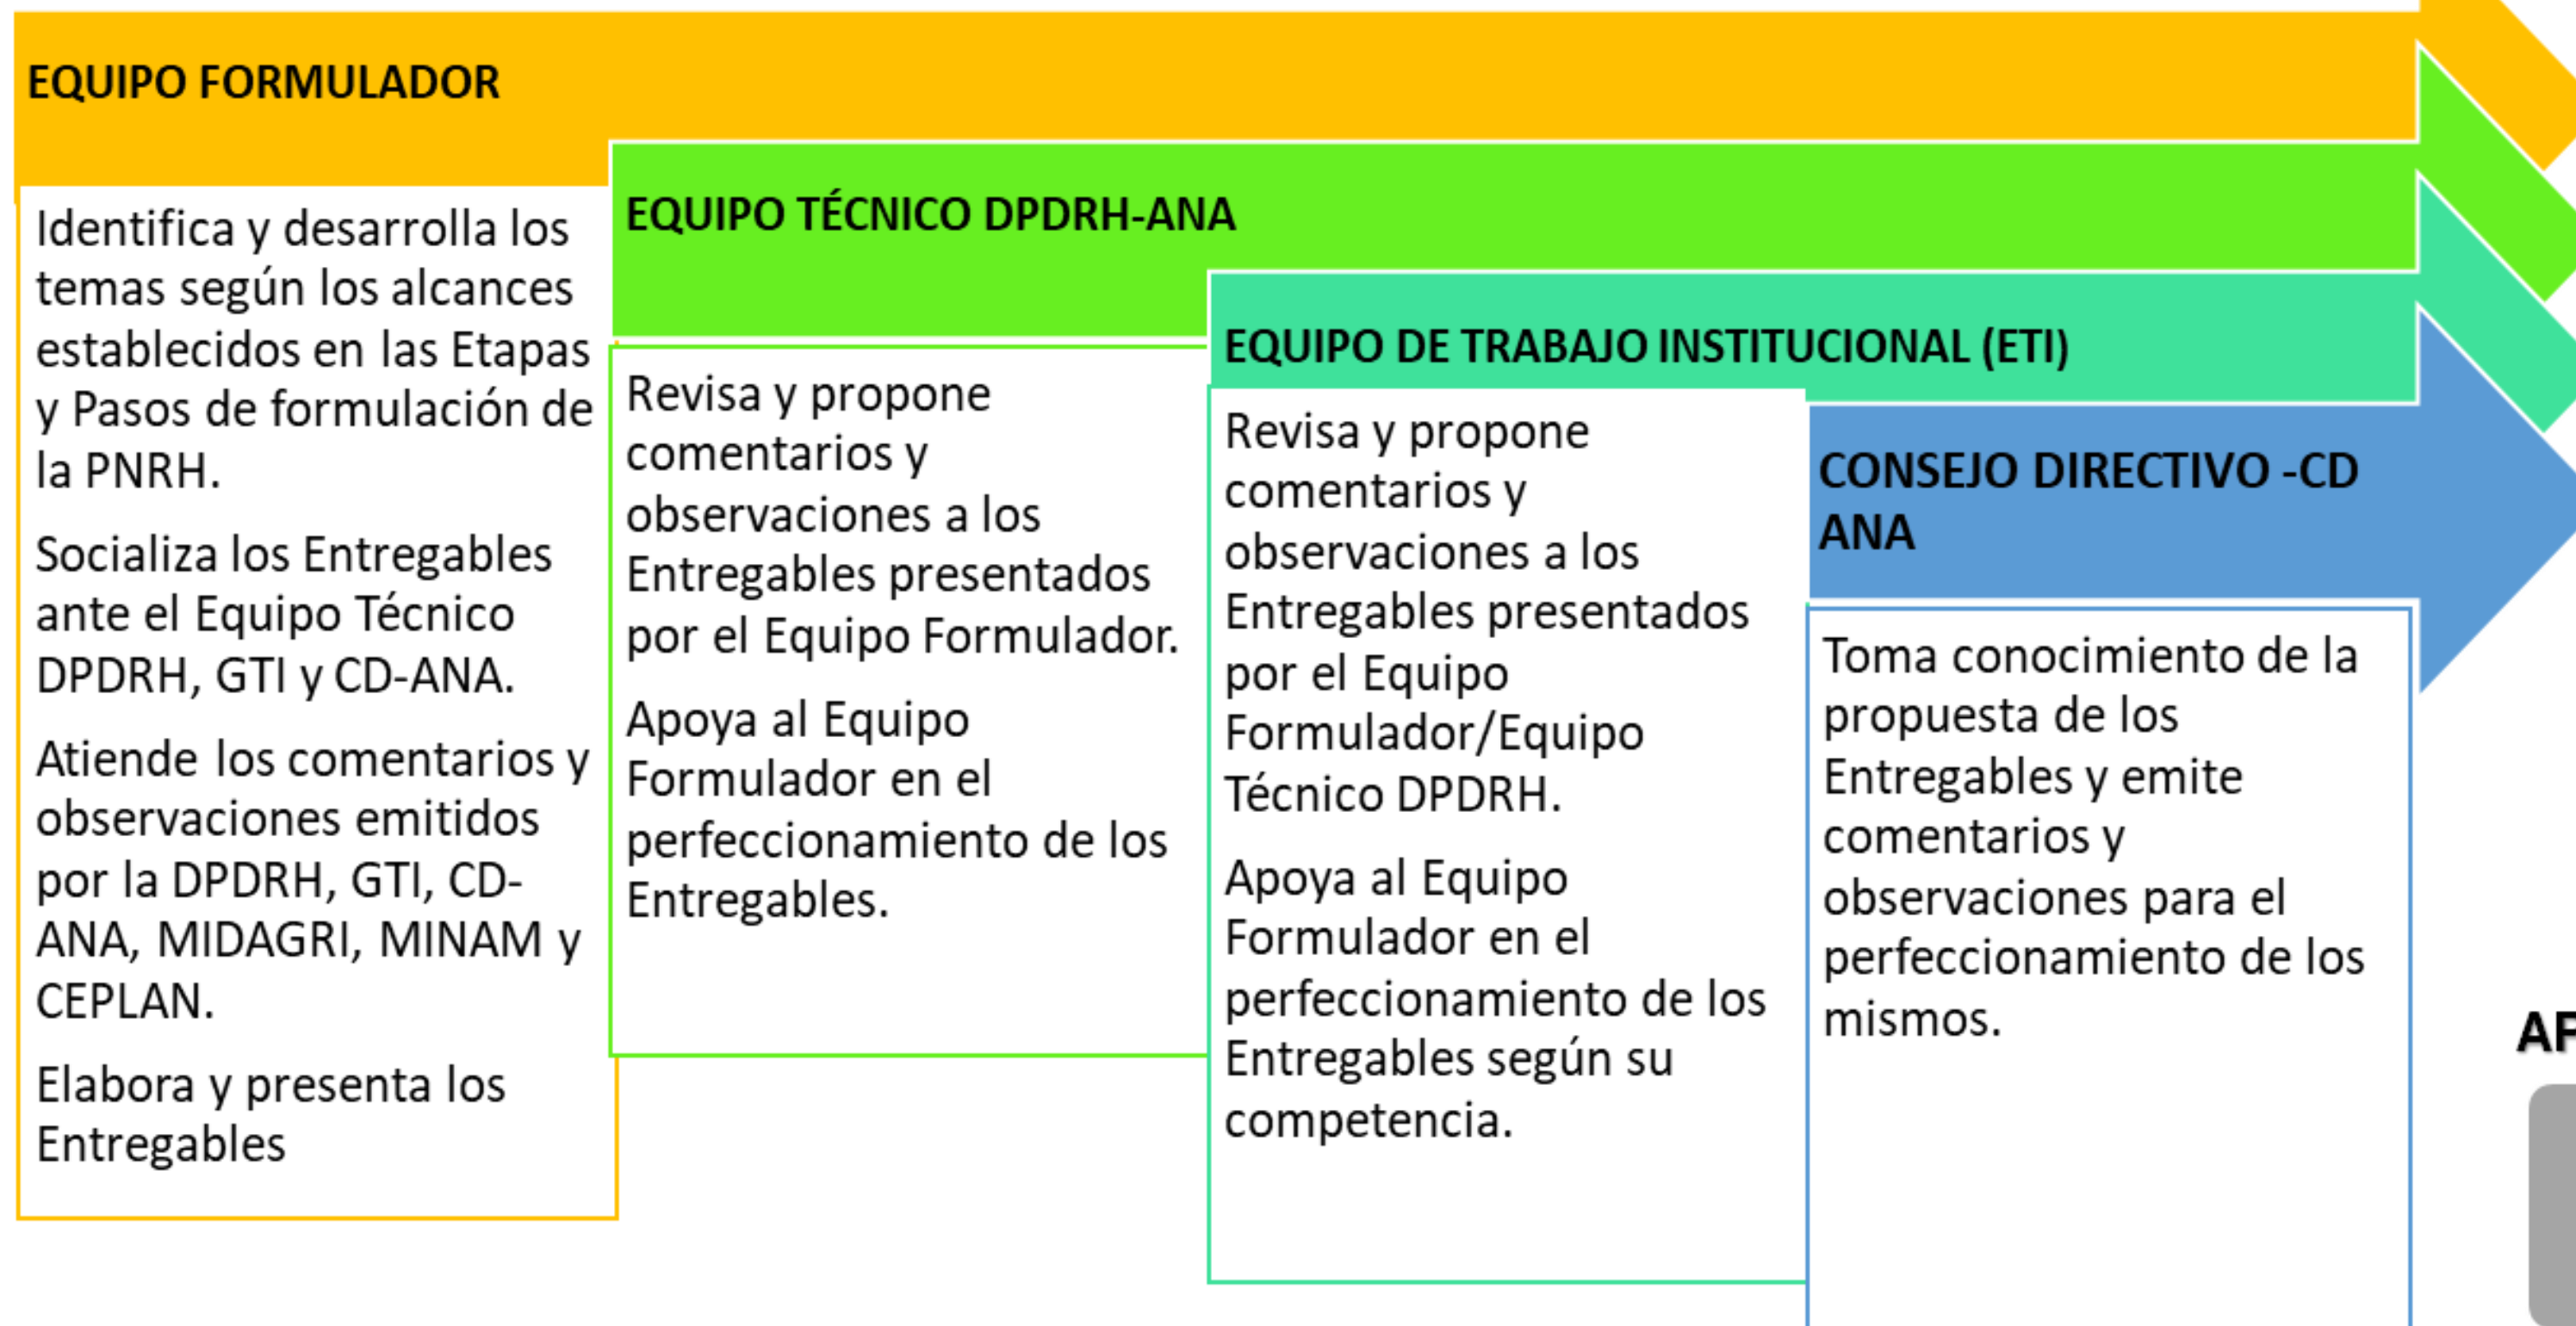 EQUIPO FORMULADOR
Identifica y desarrolla los
temas según los alcances
establecidos en las Etapas
y Pasos de formulación de
la PNRH.
Socializa los Entregables
ante el Equipo Técnico
DPDRH, GTI y CD-ANA.
Atiende los comentarios y
observaciones emitidos
por la DPDRH, GTI, CD-
ANA, MIDAGRI, MINAM y
CEPLAN.
Elabora y presenta los
Entregables
EQUIPO TÉCNICO DPDRH-ANA
Revisa y propone
comentarios y
observaciones a los
Entregables presentados
por el Equipo Formulador.
Apoya al Equipo
Formulador en el
perfeccionamiento de los
Entregables.
EQUIPO DE TRABAJO INSTITUCIONAL (ETI)
Revisa y propone
comentarios y
observaciones a los
Entregables presentados
por el Equipo
Formulador/Equipo
Técnico DPDRH.
Apoya al Equipo
Formulador en el
perfeccionamiento de los
Entregables según su
competencia.
CONSEJO DIRECTIVO -CD
ANA
Toma conocimiento de la
propuesta de los
Entregables y emite
comentarios y
observaciones para el
perfeccionamiento de los
mismos.